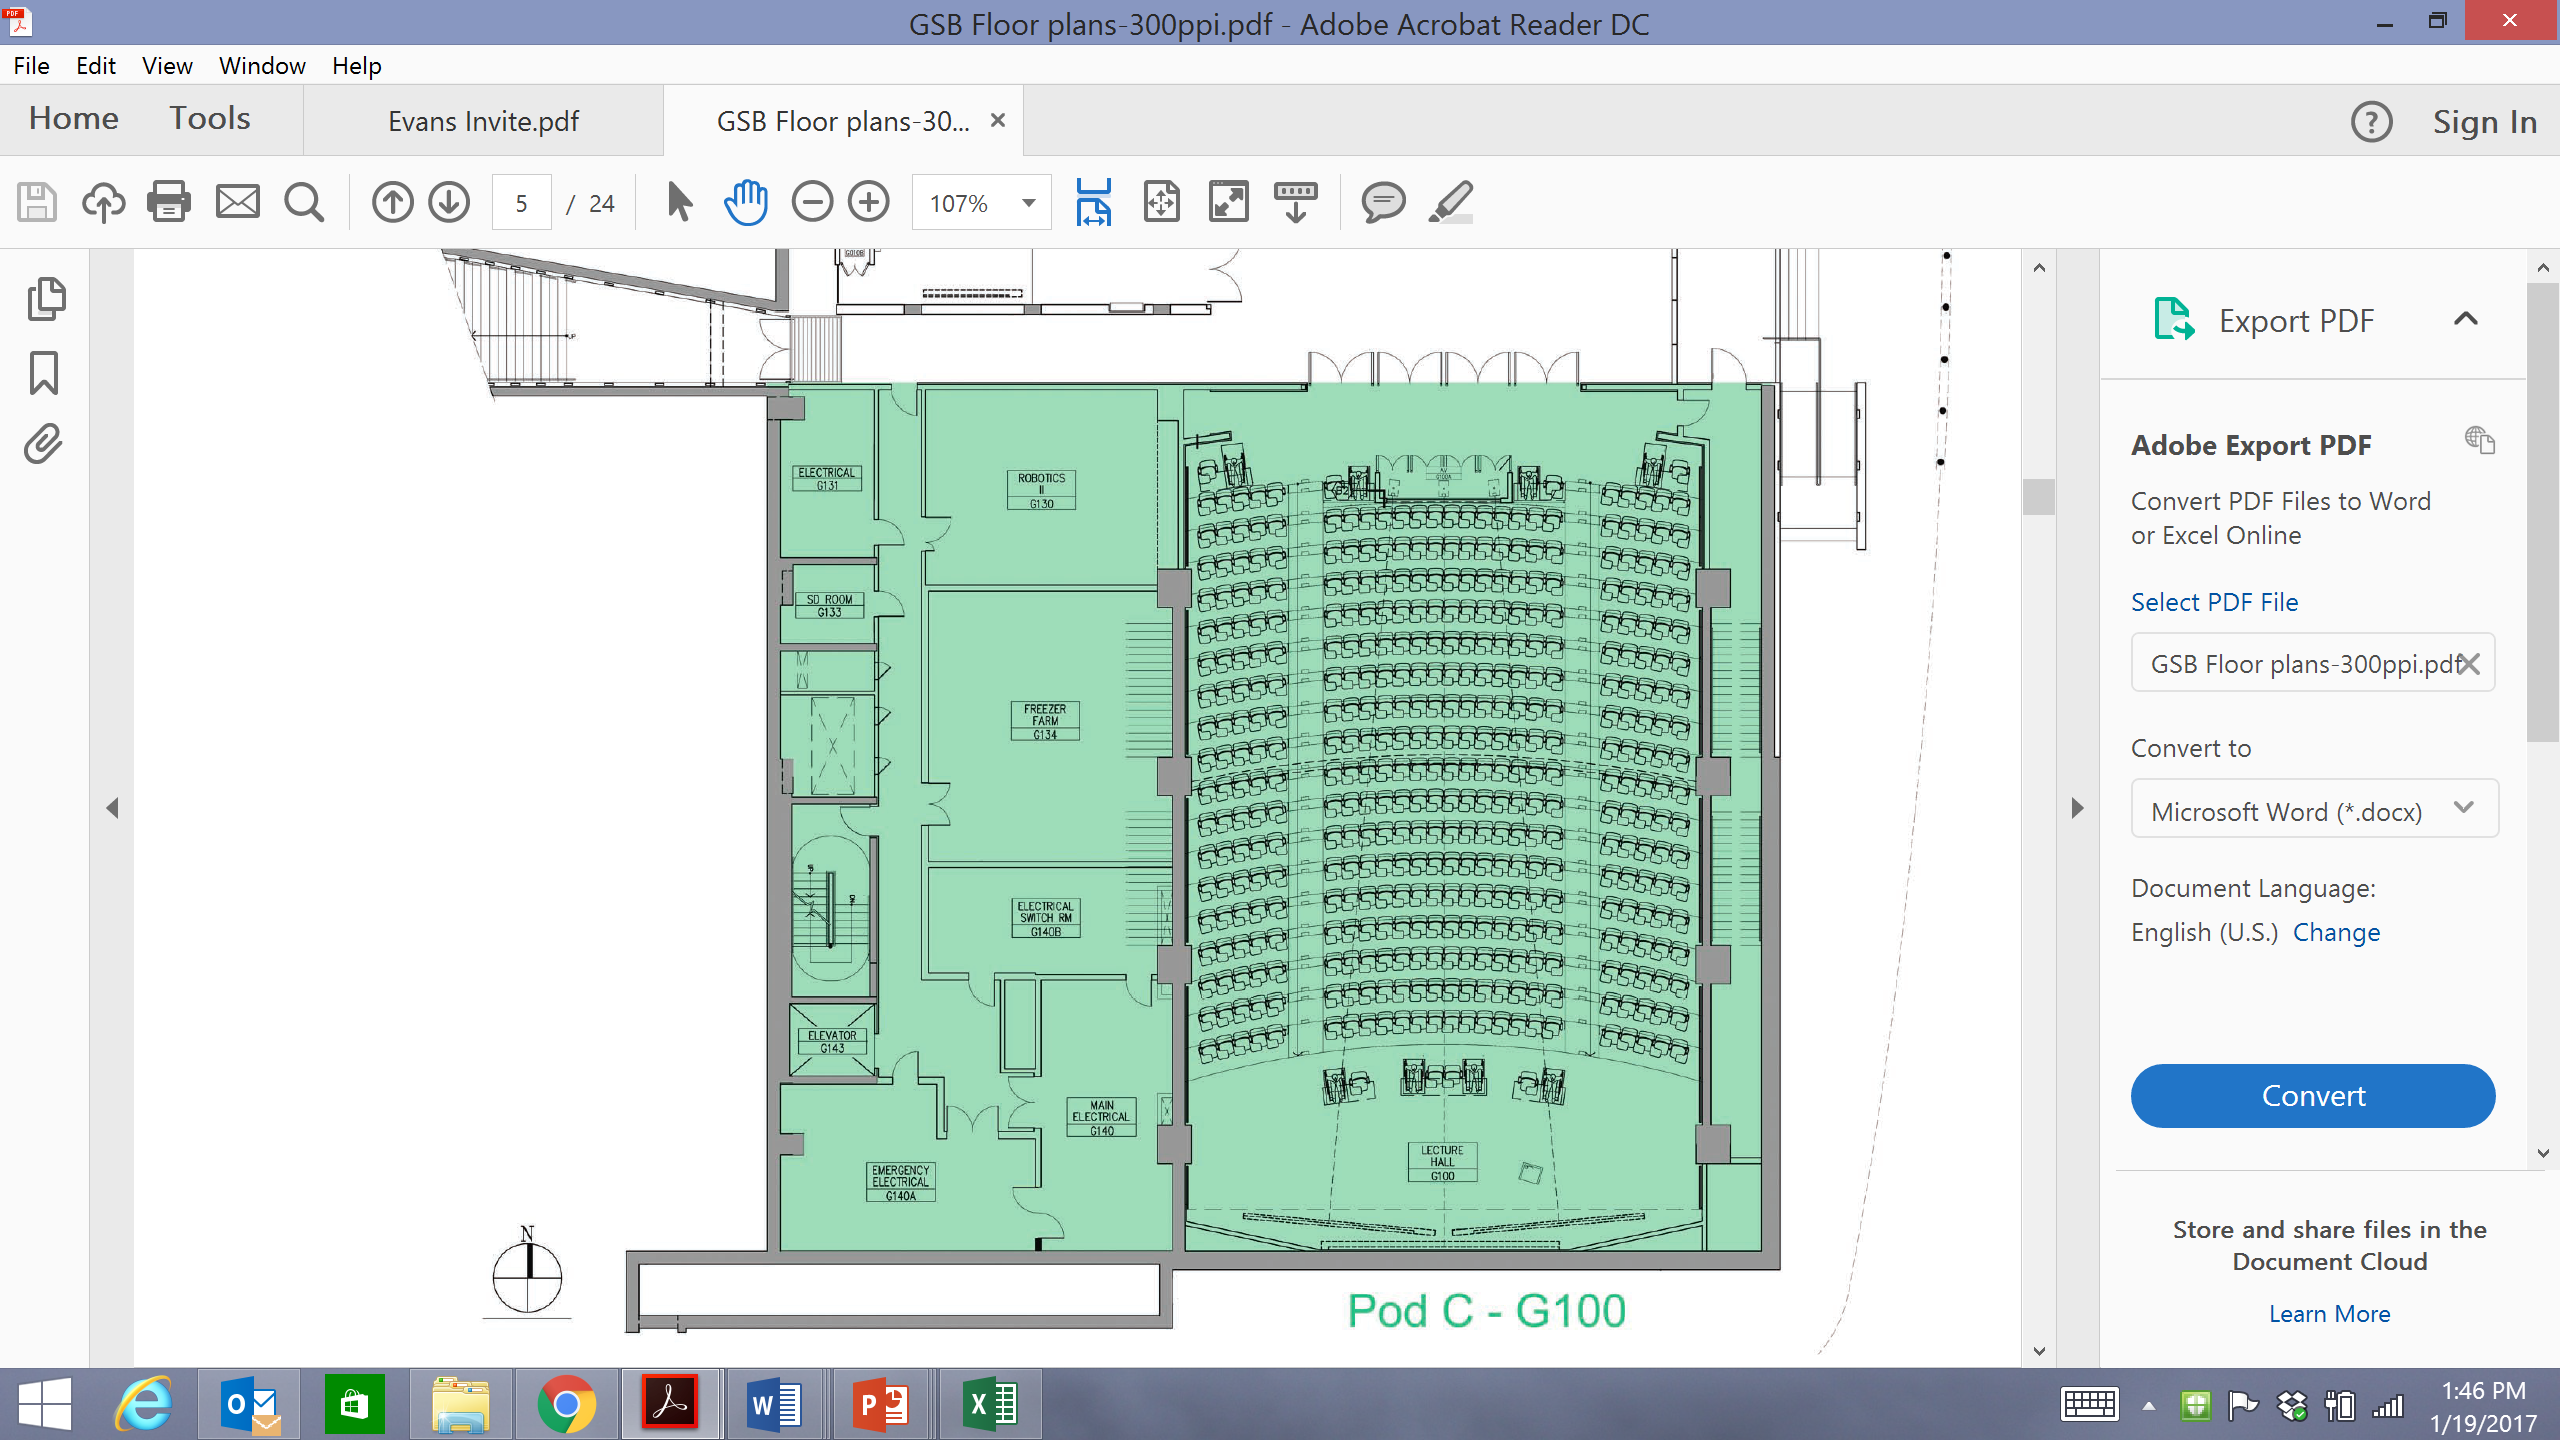 GSB Floor plans-300ppi.pdf - Adobe Acrobat Reader DC
File Edit View Window Help
Home Tools Evans Invite.pdf GSB Floor plans-30... Sign In
5 / 24 107%
ELECTRICAL
G131
ROBOTICS
II
G130
SD ROOM
G133
FREEZER
FARM
G134
ELECTRICAL
SWITCH RM
G140B
ELEVATOR
G143
MAIN
ELECTRICAL
G140
EMERGENCY
ELECTRICAL
G140A
LECTURE
HALL
G100
N
Pod C - G100
Export PDF
Adobe Export PDF
Convert PDF Files to Word
or Excel Online
Select PDF File
GSB Floor plans-300ppi.pdf
Convert to
Microsoft Word (*.docx)
Document Language:
English (U.S.) Change
Convert
Store and share files in the
Document Cloud
Learn More
1:46 PM
1/19/2017